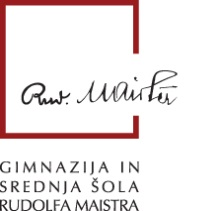 Rud. Maister
GIMNAZIJA IN
SREDNJA ŠOLA
RUDOLFA MAISTRA